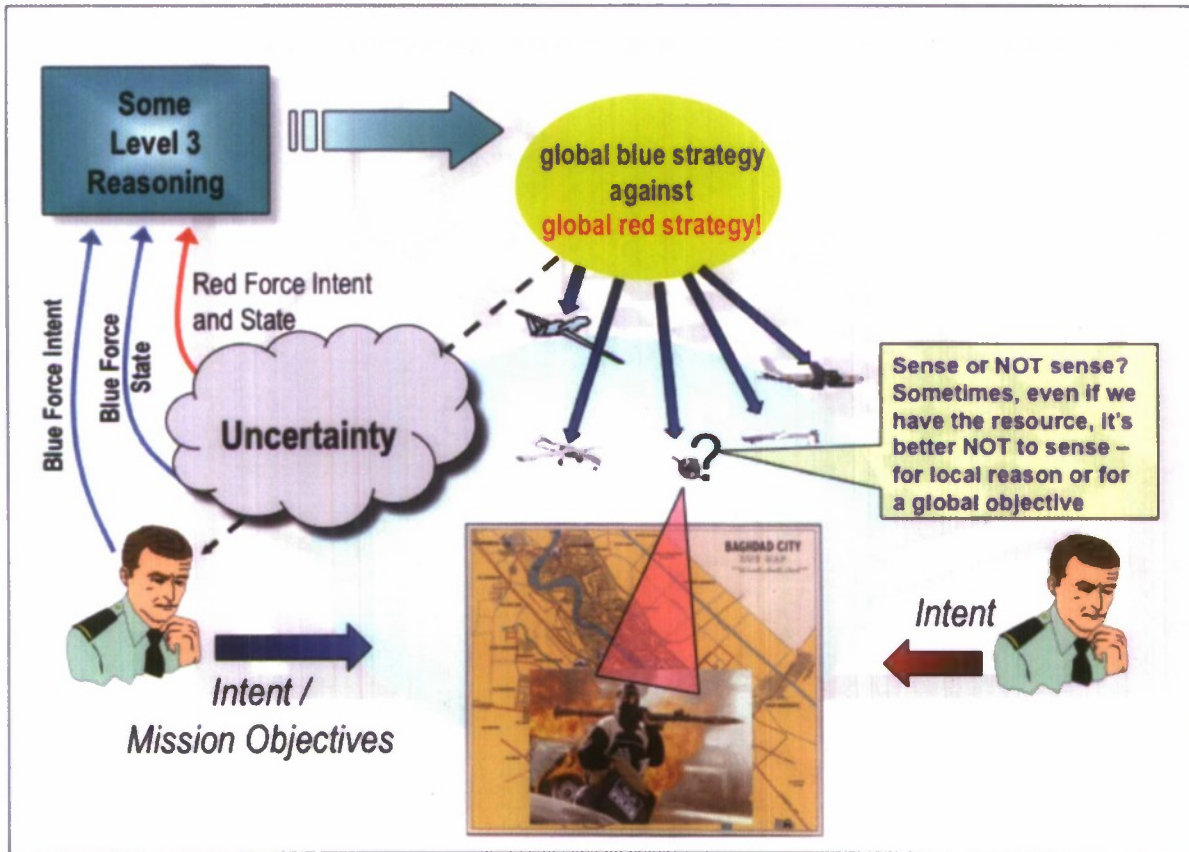 Some
Level 3
Reasoning
global blue strategy
against
global red strategy!
Red Force Intent
and State
Blue Force Intent
Blue Force
State
Uncertainty
?
Sense or NOT sense?
Sometimes, even if we
have the resource, it's
better NOT to sense –
for local reason or for
a global objective
BAGHDAD CITY
Intent
Intent /
Mission Objectives